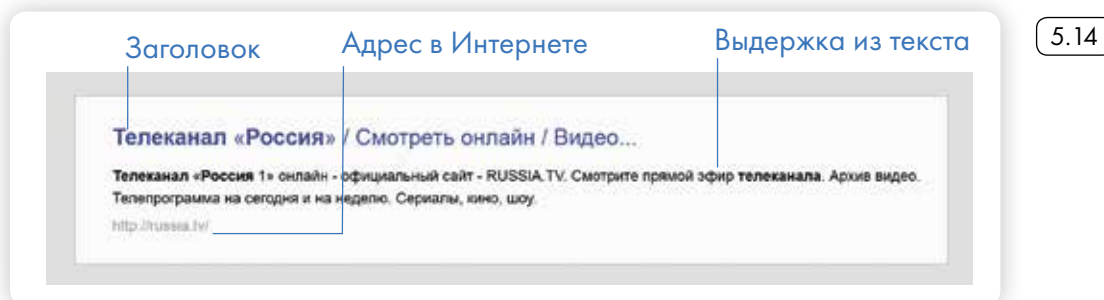 Заголовок
Адрес в Интернете
Выдержка из текста
5.14
Телеканал «Россия» / Смотреть онлайн / Видео...
Телеканал «Россия 1» онлайн - официальный сайт - RUSSIA.TV. Смотрите прямой эфир телеканала. Архив видео.
Телепрограмма на сегодня и на неделю. Сериалы, кино, шоу.
http://russia.tv/